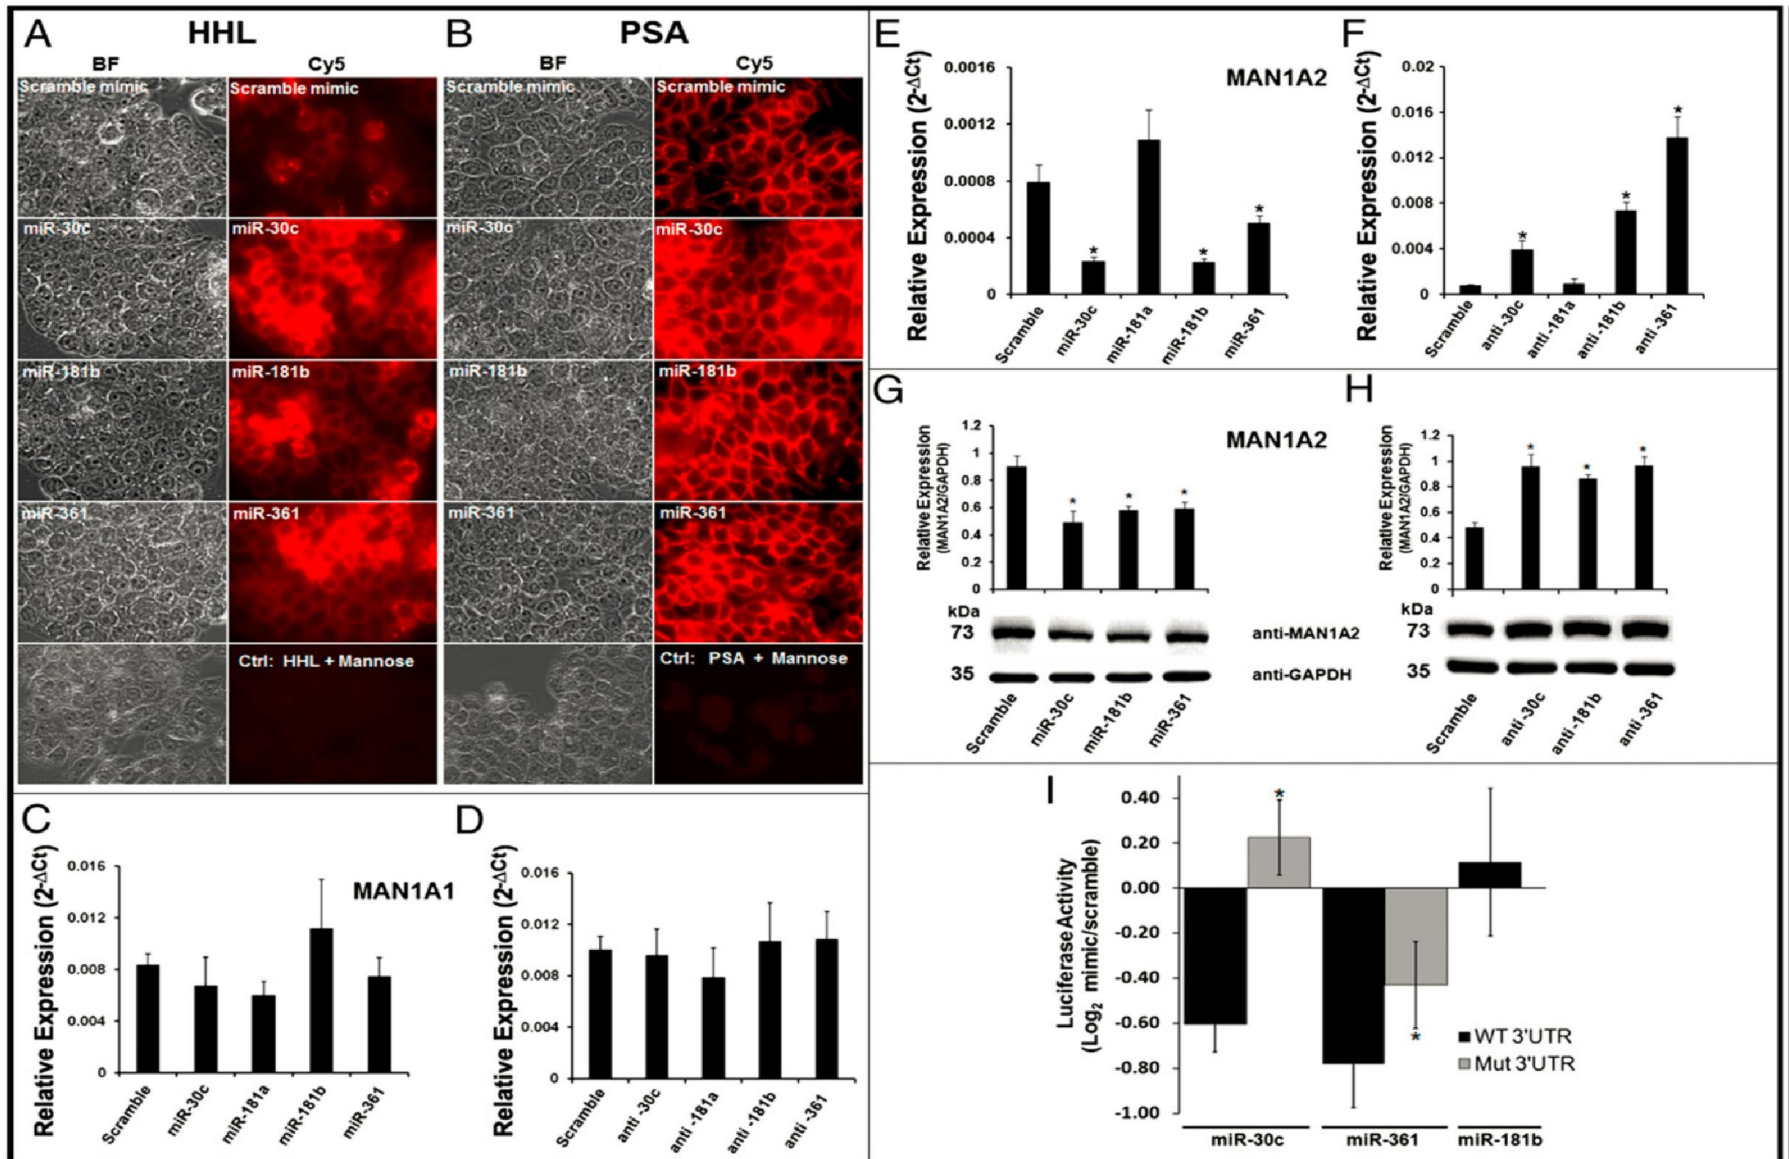 A HHL
BF Cy5
Scramble mimic Scramble mimic
miR-30c miR-30c
miR-181b miR-181b
miR-361 miR-361
Ctrl: HHL + Mannose
B PSA
BF Cy5
Scramble mimic Scramble mimic
miR-30c miR-30c
miR-181b miR-181b
miR-361 miR-361
Ctrl: PSA + Mannose
C
MAN1A1
Relative Expression (2-ΔCt)
0.016
0.012
0.008
0.004
0
Scramble miR-30c miR-181a miR-181b miR-361
D
Relative Expression (2-ΔCt)
0.016
0.012
0.008
0.004
0
Scramble anti -30c anti -181a anti -181b anti -361
E
MAN1A2
Relative Expression (2-ΔCt)
0.0016
0.0012
0.0008
0.0004
0
* * *
Scramble miR-30c miR-181a miR-181b miR-361
F
Relative Expression (2-ΔCt)
0.02
0.016
0.012
0.008
0.004
0
* * *
Scramble anti -30c anti -181a anti -181b anti -361
G
MAN1A2
Relative Expression
(MAN1A2/GAPDH)
1.2
1
0.8
0.6
0.4
0.2
0
* * *
kDa
73 anti-MAN1A2
35 anti-GAPDH
Scramble miR-30c miR-181b miR-361
H
Relative Expression
(MAN1A2/GAPDH)
1.2
1
0.8
0.6
0.4
0.2
0
* * *
kDa
73
35
Scramble anti -30c anti -181b anti -361
I
Luciferase Activity
(Log2 mimic/scramble)
0.40
0.20
0.00
-0.20
-0.40
-0.60
-0.80
-1.00
* *
WT 3'UTR
Mut 3'UTR
miR-30c miR-361 miR-181b